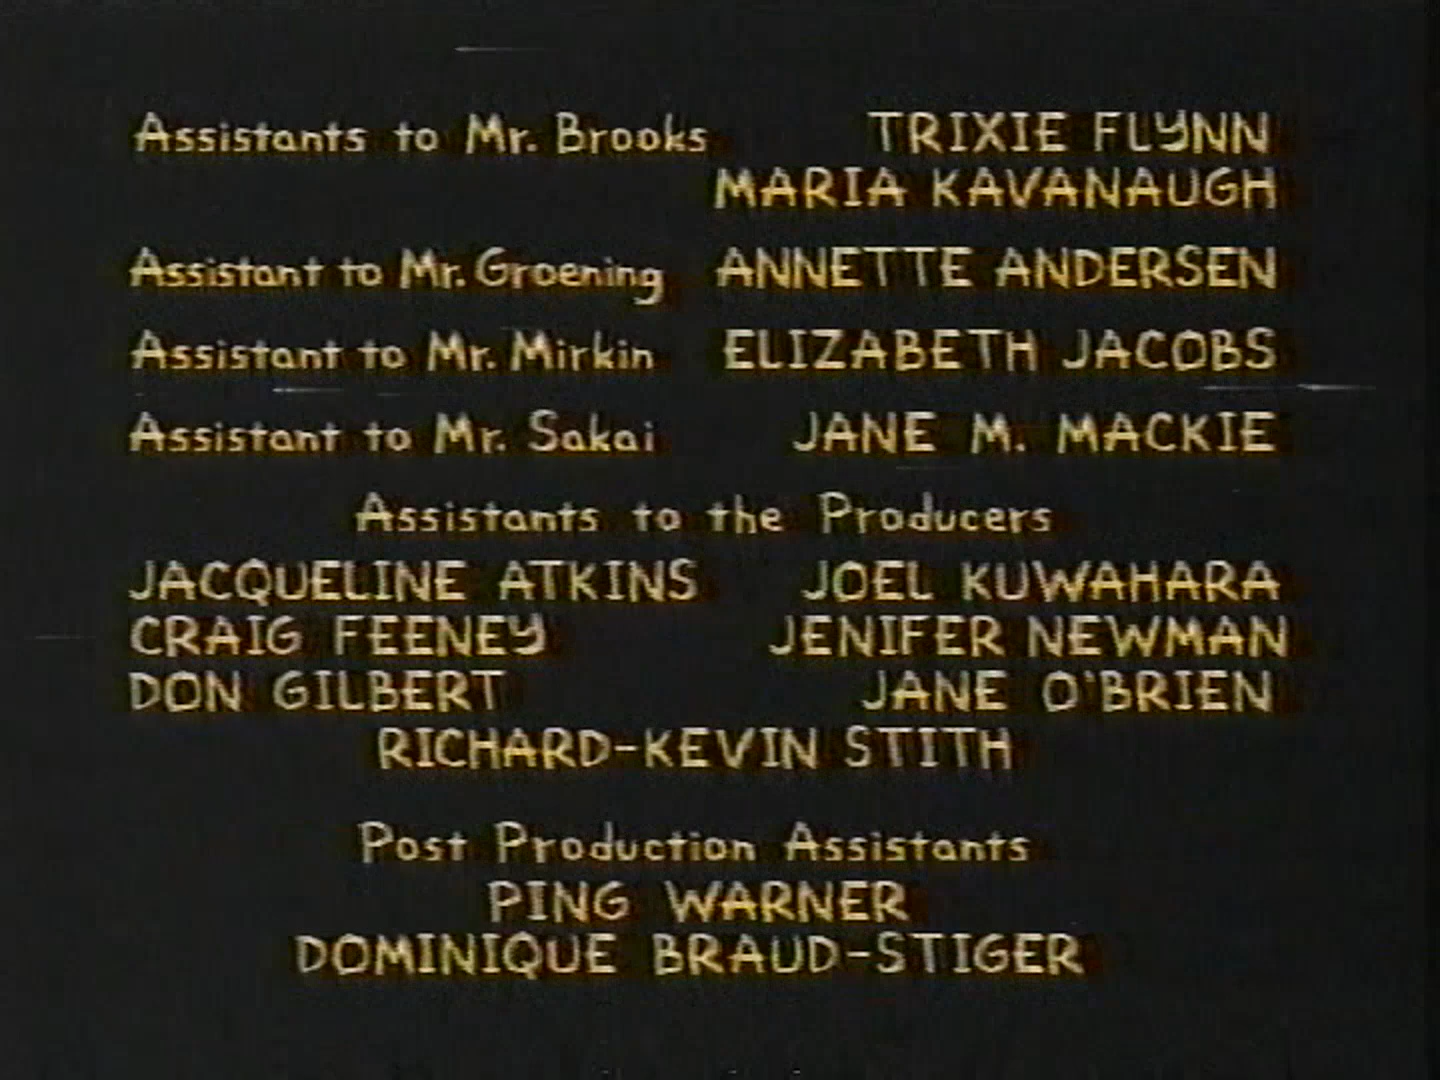 Assistants to Mr. Brooks TRIXIE FLYNN
MARIA KAVANAUGH
Assistant to Mr. Groening ANNETTE ANDERSEN
Assistant to Mr. Mirkin ELIZABETH JACOBS
Assistant to Mr. Sakai JANE M. MACKIE
Assistants to the Producers
JACQUELINE ATKINS JOEL KUWAHARA
CRAIG FEENEY JENIFER NEWMAN
DON GILBERT JANE O'BRIEN
RICHARD-KEVIN STITH
Post Production Assistants
PING WARNER
DOMINIQUE BRAUD-STIGER